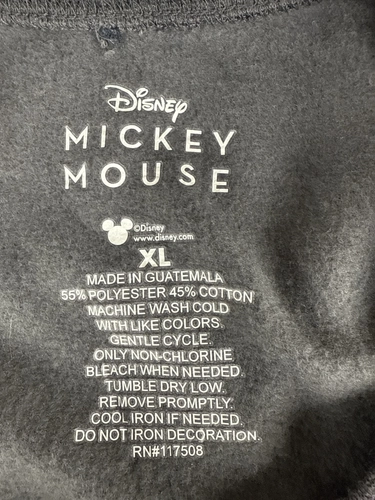 Disney
MICKEY
MOUSE
©Disney
www.disney.com
XL
MADE IN GUATEMALA
55% POLYESTER 45% COTTON
MACHINE WASH COLD
WITH LIKE COLORS.
GENTLE CYCLE.
ONLY NON-CHLORINE
BLEACH WHEN NEEDED.
TUMBLE DRY LOW.
REMOVE PROMPTLY.
COOL IRON IF NEEDED.
DO NOT IRON DECORATION.
RN#117508